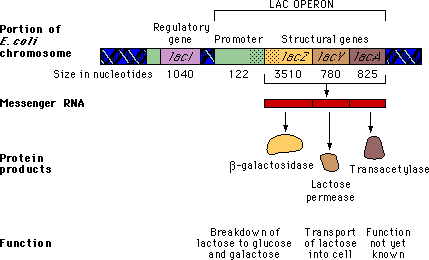 LAC OPERON
Portion of
E. coli
chromosome
Regulatory
gene
Promoter
Structural genes
lacI
lacZ
lacY
lacA
Size in nucleotides
1040
122
3510
780
825
Messenger RNA
Protein
products
β-galactosidase
Lactose
permease
Transacetylase
Function
Breakdown of
lactose to glucose
and galactose
Transport
of lactose
into cell
Function
not yet
known